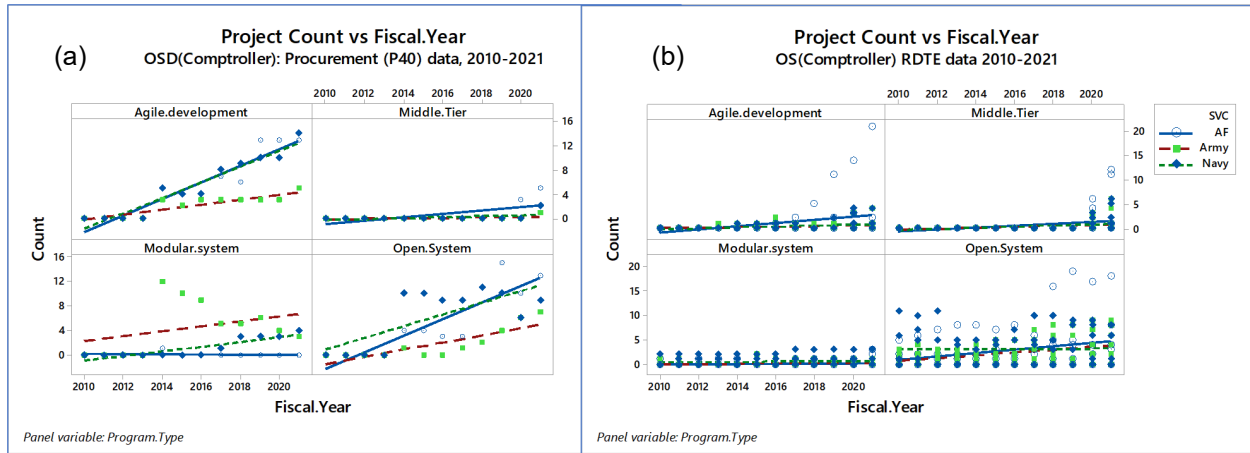 (a)
Project Count vs Fiscal.Year
OSD(Comptroller): Procurement (P40) data, 2010-2021
2010 2012 2014 2016 2018 2020
Agile.development
Middle.Tier
16
12
8
4
0
Count
Modular.system
Open.System
16
12
8
4
0
2010 2012 2014 2016 2018 2020
Fiscal.Year
Panel variable: Program.Type
(b)
Project Count vs Fiscal.Year
OS(Comptroller) RDTE data 2010-2021
2010 2012 2014 2016 2018 2020
Agile.development
Middle.Tier
20
15
10
5
0
Count
Modular.system
Open.System
20
15
10
5
0
2010 2012 2014 2016 2018 2020
Fiscal.Year
SVC
AF
Army
Navy
Panel variable: Program.Type